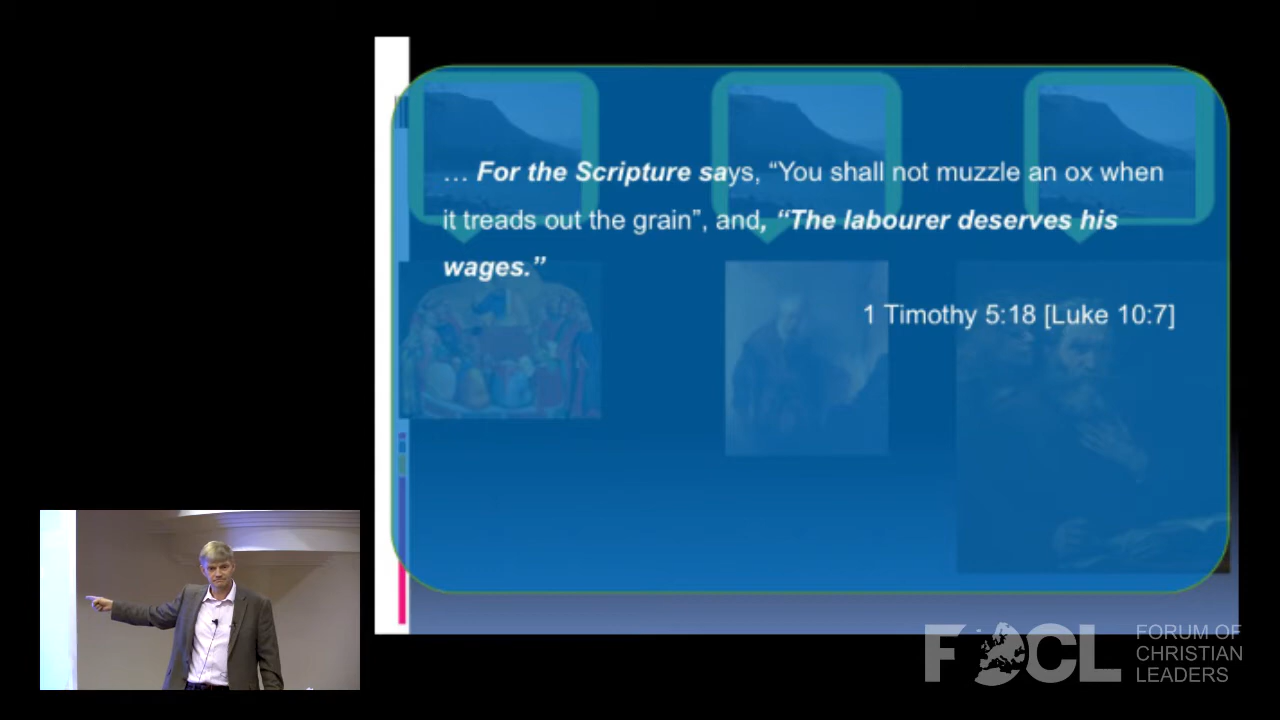 … For the Scripture says, “You shall not muzzle an ox when
it treads out the grain”, and, “The labourer deserves his
wages.”
1 Timothy 5:18 [Luke 10:7]
FOCL
FORUM OF
CHRISTIAN
LEADERS